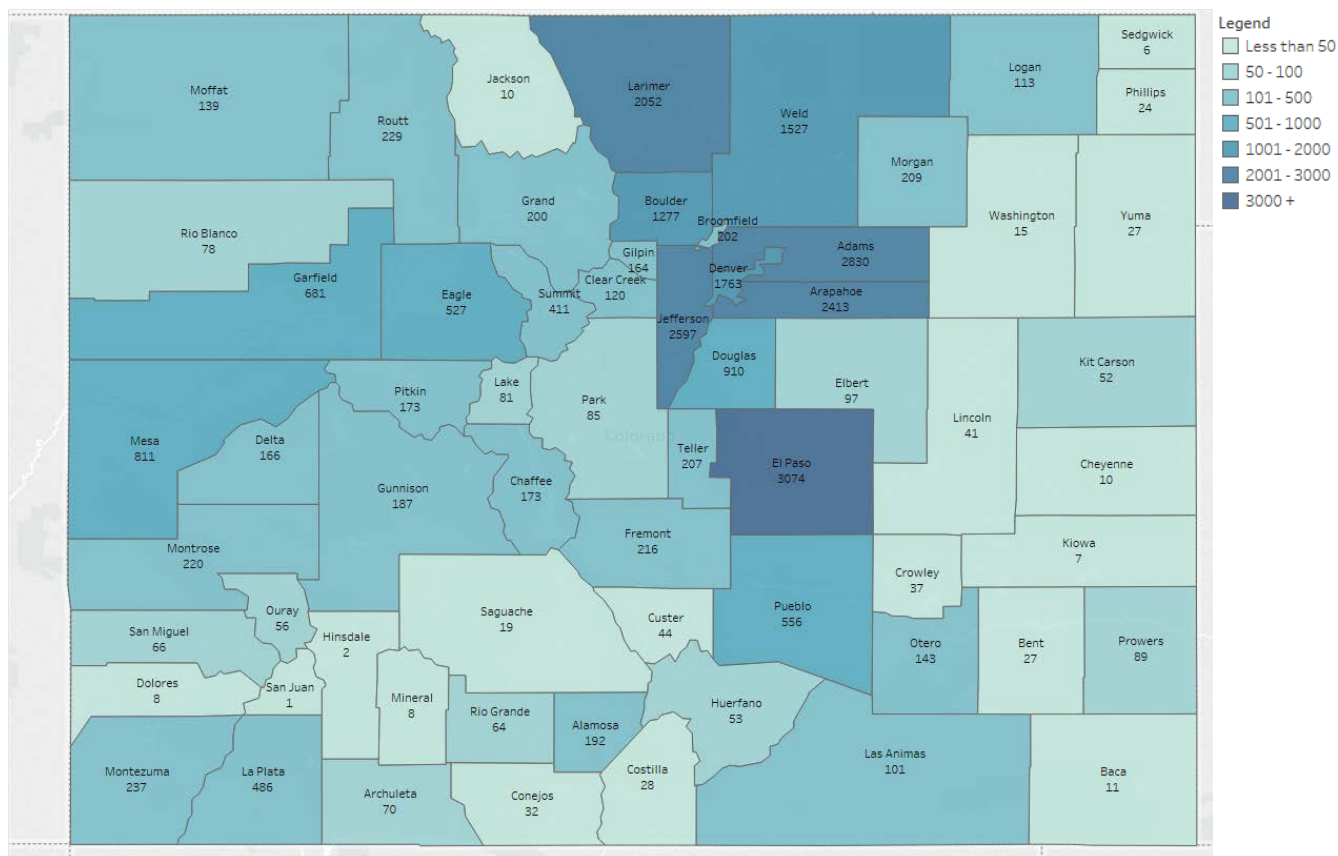 Legend
Less than 50
50 - 100
101 - 500
501 - 1000
1001 - 2000
2001 - 3000
3000 +
Moffat
139
Routt
229
Jackson
10
Larimer
2052
Weld
1527
Logan
113
Sedgwick
6
Phillips
24
Morgan
209
Washington
15
Yuma
27
Rio Blanco
78
Grand
200
Boulder
1277
Broomfield
202
Gilpin
164
Adams
2830
Denver
1763
Garfield
681
Eagle
527
Summit
411
Clear Creek
120
Arapahoe
2413
Jefferson
2597
Douglas
910
Elbert
97
Kit Carson
52
Lincoln
41
Mesa
811
Delta
166
Pitkin
173
Lake
81
Park
85
Colorado
Teller
207
El Paso
3074
Cheyenne
10
Gunnison
187
Chaffee
173
Fremont
216
Kiowa
7
Montrose
220
Ouray
56
Crowley
37
Pueblo
556
Custer
44
Saguache
19
Hinsdale
2
San Miguel
66
Otero
143
Bent
27
Prowers
89
Dolores
8
San Juan
1
Mineral
8
Rio Grande
64
Alamosa
192
Huerfano
53
Las Animas
101
Montezuma
237
La Plata
486
Archuleta
70
Conejos
32
Costilla
28
Baca
11